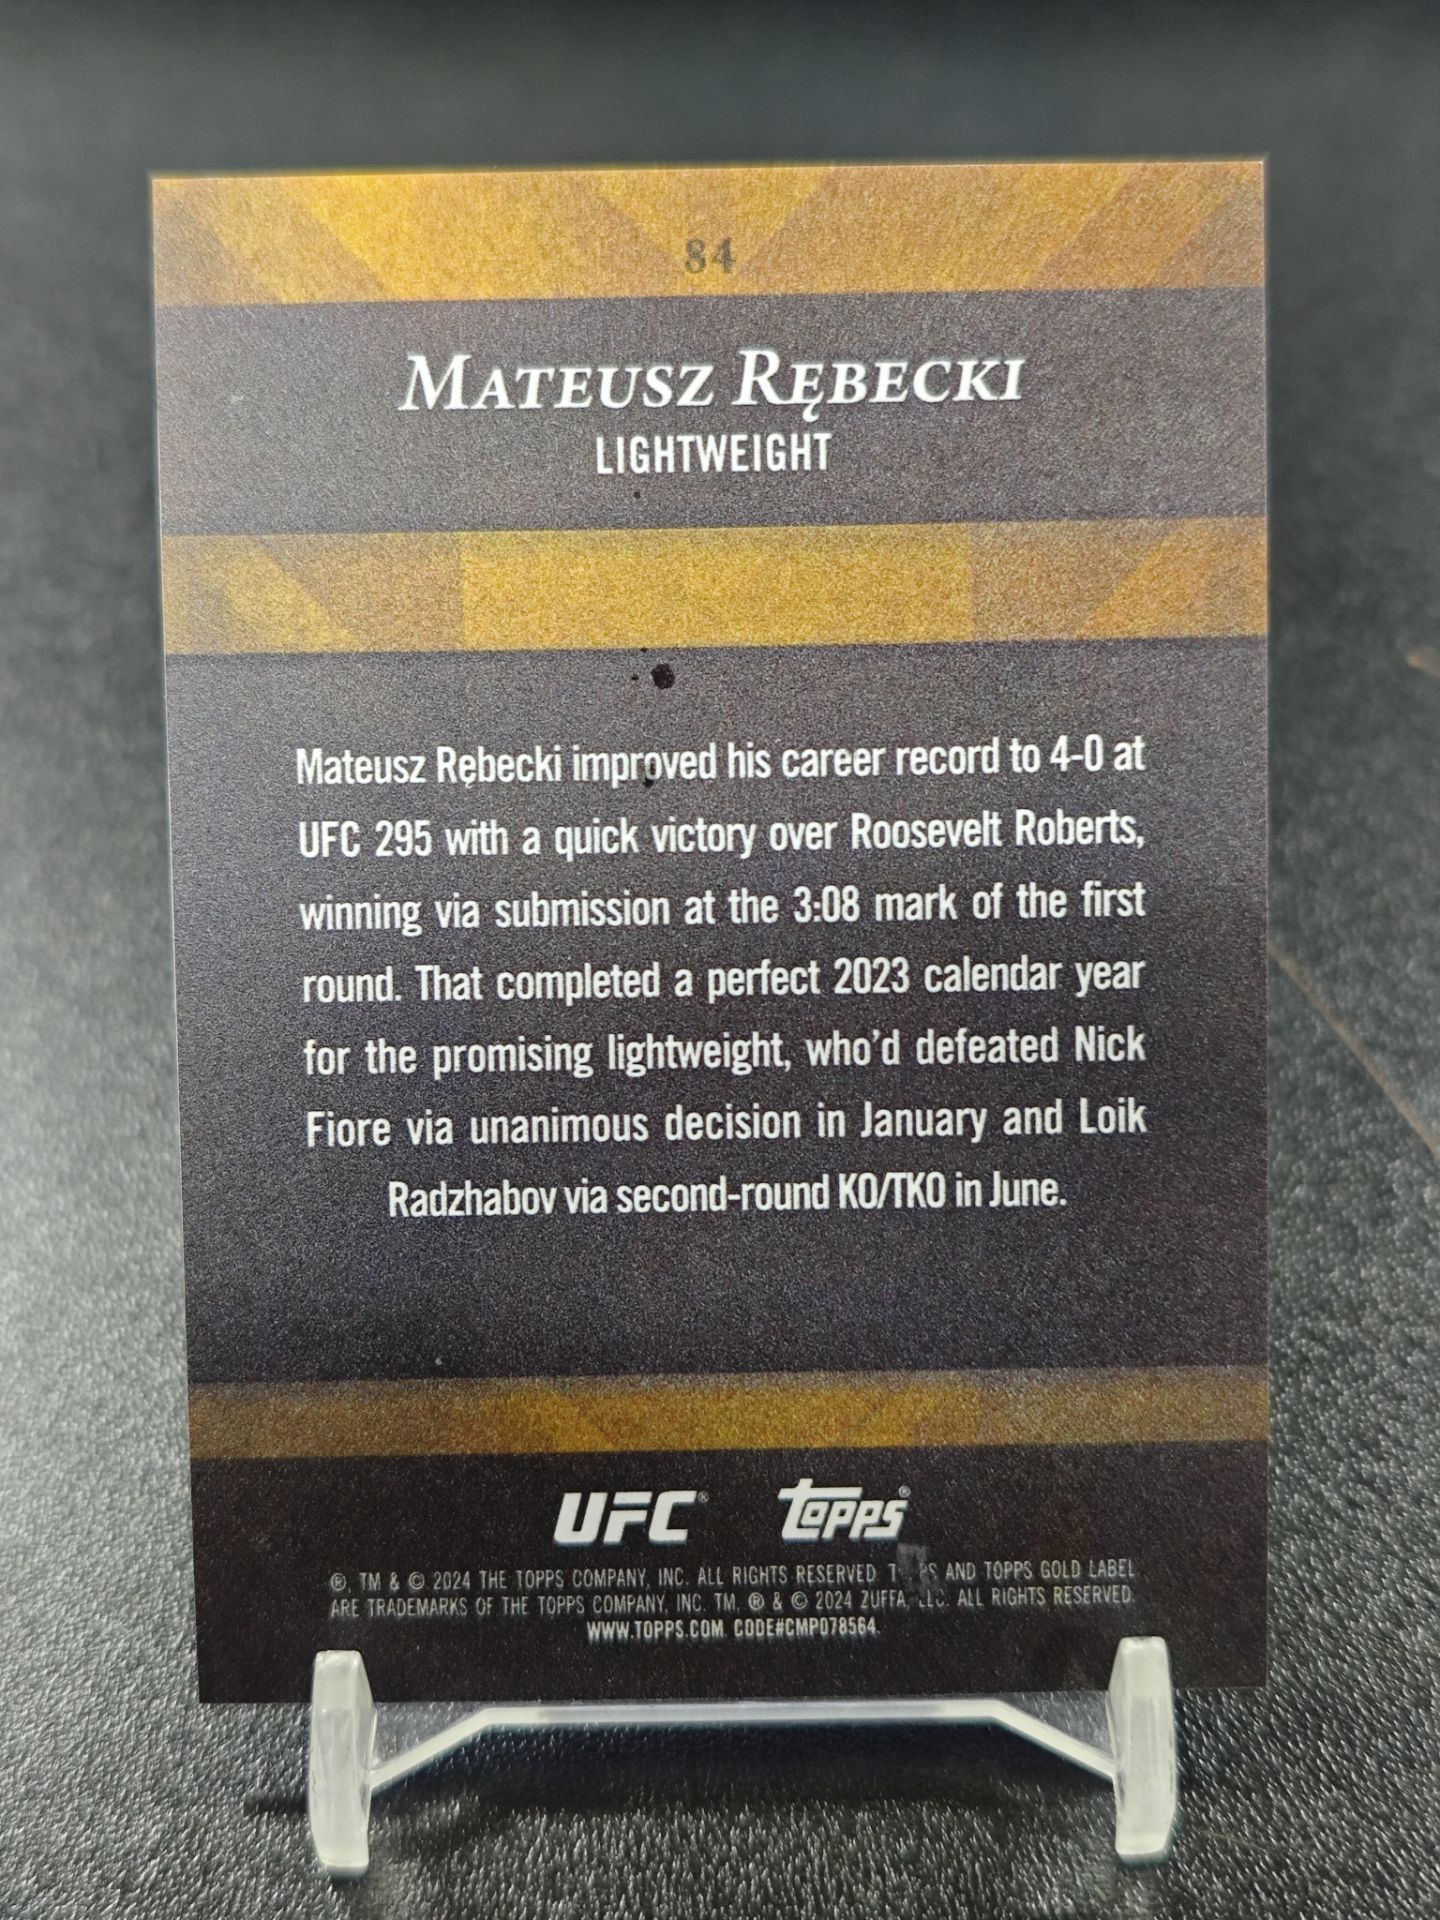 84
MATEUSZ RĘBECKI
LIGHTWEIGHT
Mateusz Rębecki improved his career record to 4-0 at
UFC 295 with a quick victory over Roosevelt Roberts,
winning via submission at the 3:08 mark of the first
round. That completed a perfect 2023 calendar year
for the promising lightweight, who'd defeated Nick
Fiore via unanimous decision in January and Loik
Radzhabov via second-round KO/TKO in June.
UFC® topps®
®, TM & © 2024 THE TOPPS COMPANY, INC. ALL RIGHTS RESERVED. AND TOPPS GOLD LABEL
ARE TRADEMARKS OF THE TOPPS COMPANY, INC. TM, ® & © 2024 ZUFFA, LLC. ALL RIGHTS RESERVED.
WWW.TOPPS.COM CODE#CMP078564